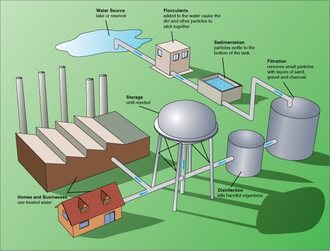 Water Source
lake or reservoir
Flocculents
added to the water cause the
dirt and other particles to
stick together
Sedimentation
particles settle to the
bottom of the tank
Filtration
removes small particles
with layers of sand,
gravel and charcoal
Storage
until needed
Disinfection
kills harmful organisms
Homes and Businesses
use treated water